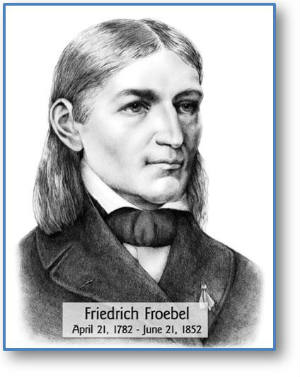 Friedrich Froebel
April 21, 1782 - June 21, 1852